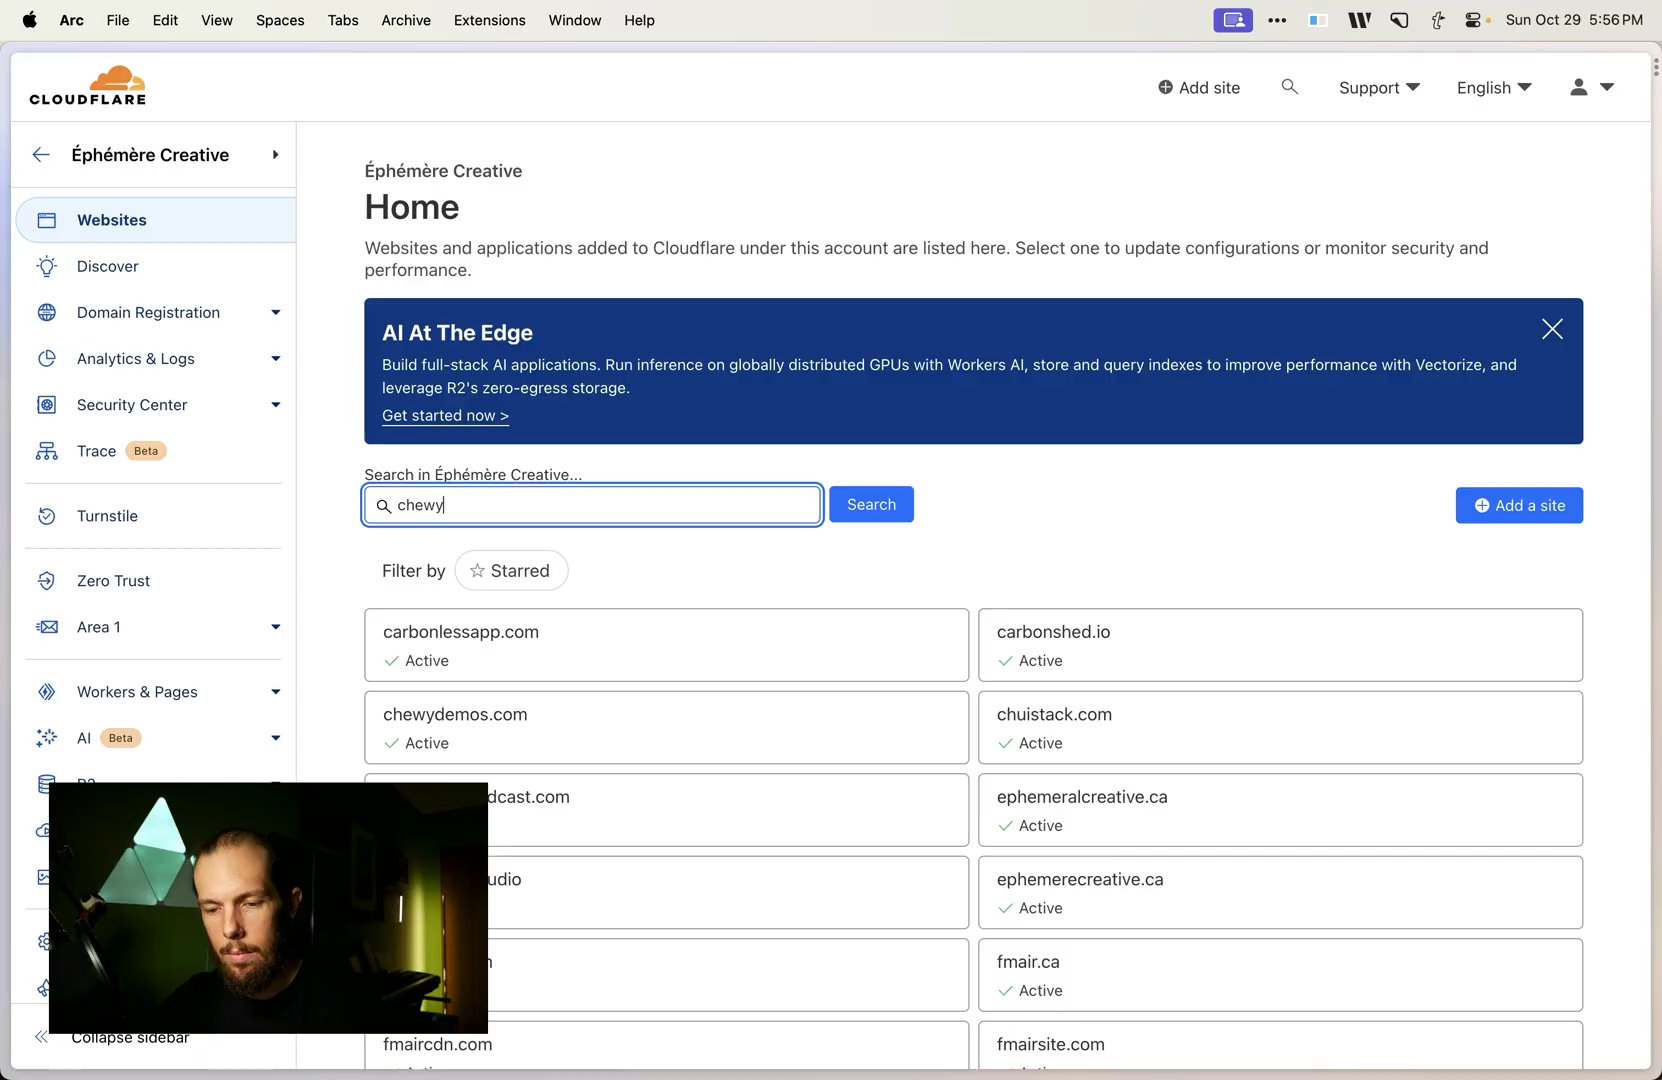 Arc File Edit View Spaces Tabs Archive Extensions Window Help Sun Oct 29 5:56 PM
CLOUDFLARE
Add site Support English
Éphémère Creative
Websites
Discover
Domain Registration
Analytics & Logs
Security Center
Trace Beta
Turnstile
Zero Trust
Area 1
Workers & Pages
AI Beta
Collapse sidebar
Éphémère Creative
Home
Websites and applications added to Cloudflare under this account are listed here. Select one to update configurations or monitor security and
performance.
AI At The Edge
Build full-stack AI applications. Run inference on globally distributed GPUs with Workers AI, store and query indexes to improve performance with Vectorize, and
leverage R2's zero-egress storage.
Get started now >
Search in Éphémère Creative...
chewy Search Add a site
Filter by Starred
carbonlessapp.com
Active
carbonshed.io
Active
chewydemos.com
Active
chuistack.com
Active
dcast.com
ephemeralcreative.ca
Active
udio
ephemerecreative.ca
Active
fmair.ca
Active
fmaircdn.com
fmairsite.com